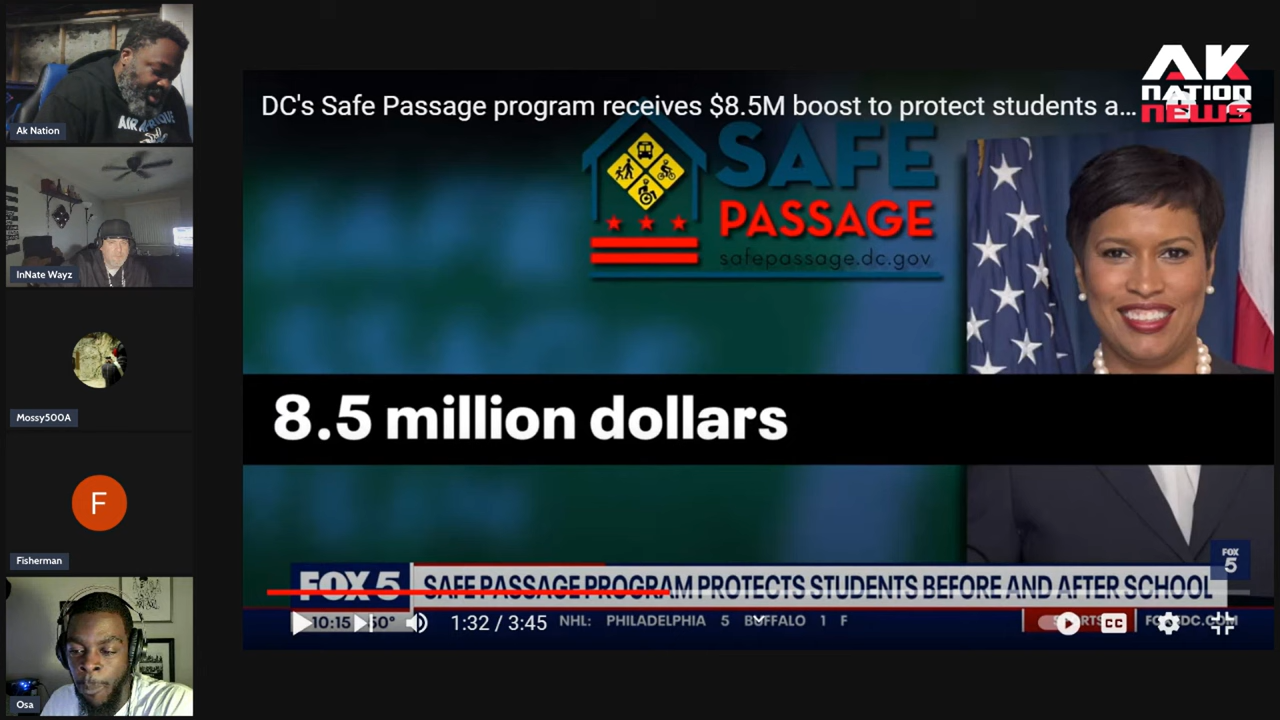 Ak Nation
InNate Wayz
Mossy500A
F
Fisherman
Osa
DC's Safe Passage program receives $8.5M boost to protect students a...
AK
NATION
NEWS
SAFE
PASSAGE
safepassage.dc.gov
8.5 million dollars
FOX
5
FOX 5
SAFE PASSAGE PROGRAM PROTECTS STUDENTS BEFORE AND AFTER SCHOOL
10:15
50°
1:32 / 3:45
NHL: PHILADELPHIA 5 BUFFALO 1 F
CC